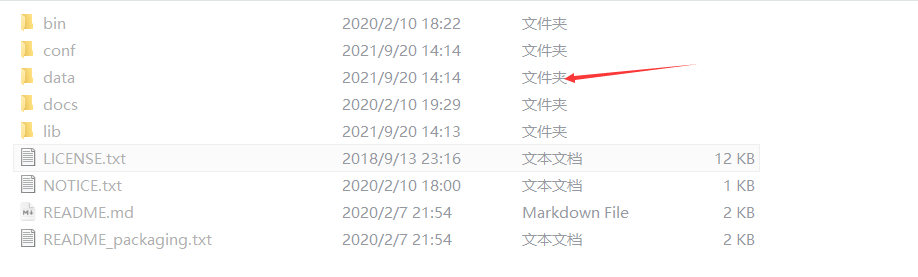 bin 2020/2/10 18:22 文件夹
conf 2021/9/20 14:14 文件夹
data 2021/9/20 14:14 文件夹
docs 2020/2/10 19:29 文件夹
lib 2021/9/20 14:13 文件夹
LICENSE.txt 2018/9/13 23:16 文本文档 12 KB
NOTICE.txt 2020/2/10 18:00 文本文档 1 KB
README.md 2020/2/7 21:54 Markdown File 2 KB
README_packaging.txt 2020/2/7 21:54 文本文档 2 KB